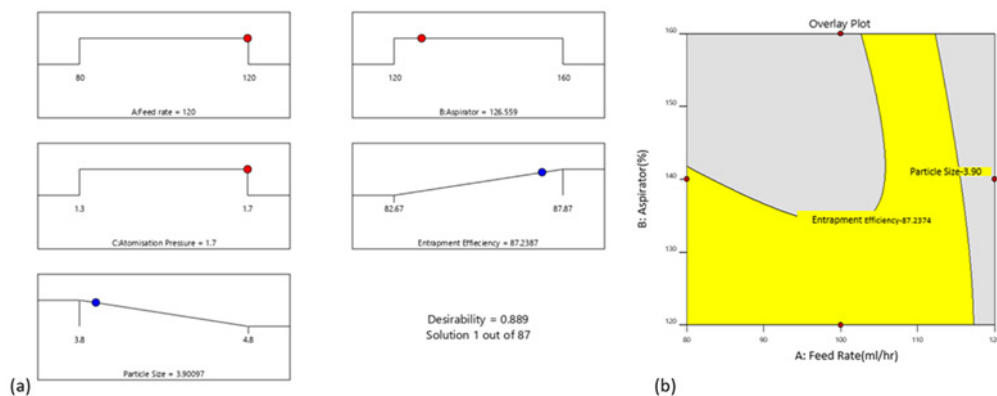 80
120
A:Feed rate = 120
120
160
B:Aspirator = 126.559
1.3
1.7
C:Atomisation Pressure = 1.7
82.67
87.87
Entrapment Effieciency = 87.2387
3.8
4.8
Particle Size = 3.90097
Desirability = 0.889
Solution 1 out of 87
(a)
Overlay Plot
160
150
140
130
120
B: Aspirator(%)
Particle Size-3.90
Entrapment Efficiency-87.2374
80
90
100
110
120
A: Feed Rate(ml/hr)
(b)